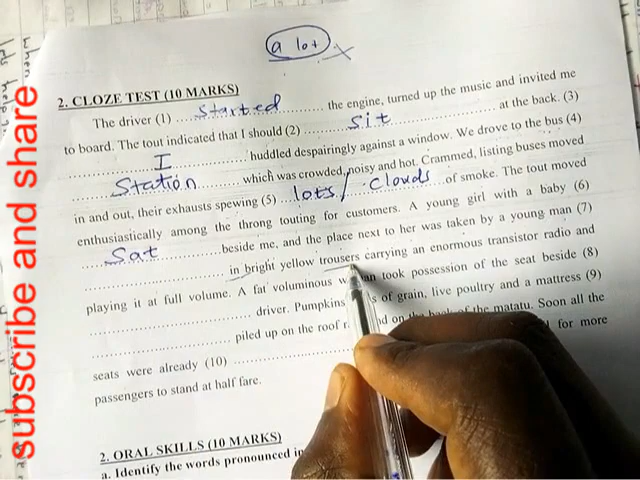 a lot
2. CLOZE TEST (10 MARKS)
The driver (1) started the engine, turned up the music and invited me
to board. The tout indicated that I should (2) sit at the back. (3)
I huddled despairingly against a window. We drove to the bus (4)
Station which was crowded, noisy and hot. Crammed, listing buses moved
in and out, their exhausts spewing (5) lots/clouds of smoke. The tout moved
enthusiastically among the throng touting for customers. A young girl with a baby (6)
Sat beside me, and the place next to her was taken by a young man (7)
in bright yellow trousers carrying an enormous transistor radio and
playing it at full volume. A fat voluminous took possession of the seat beside (8)
driver. Pumpkins of grain, live poultry and a mattress (9)
piled up on the roof on the back of the matatu. Soon all the
seats were already (10) for more
passengers to stand at half fare.
2. ORAL SKILLS (10 MARKS)
a. Identify the words pronounced
subscribe and share